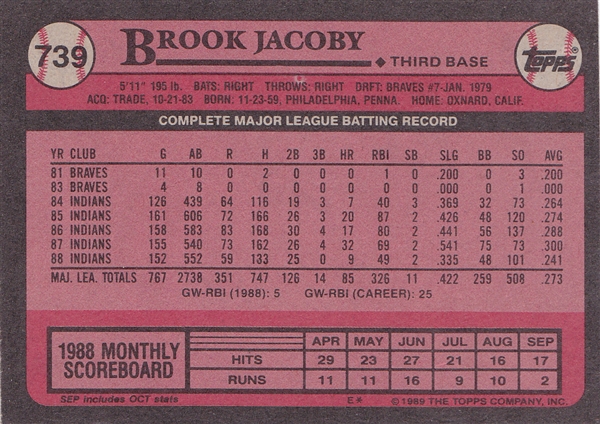 739
BROOK JACOBY
THIRD BASE
Topps®
5'11" 195 lb. BATS: RIGHT THROWS: RIGHT DRFT: BRAVES #7-JAN. 1979
ACQ: TRADE, 10-21-83 BORN: 11-23-59, PHILADELPHIA, PENNA. HOME: OXNARD, CALIF.
COMPLETE MAJOR LEAGUE BATTING RECORD
YR CLUB G AB R H 2B 3B HR RBI SB SLG BB SO AVG
81 BRAVES 11 10 0 2 0 0 0 1 0 .200 0 3 .200
83 BRAVES 4 8 0 0 0 0 0 0 0 .000 0 1 .000
84 INDIANS 126 439 64 116 19 3 7 40 3 .369 32 73 .264
85 INDIANS 161 606 72 166 26 3 20 87 2 .426 48 120 .274
86 INDIANS 158 583 83 168 30 4 17 80 2 .441 56 137 .288
87 INDIANS 155 540 73 162 26 4 32 69 2 .541 75 73 .300
88 INDIANS 152 552 59 133 25 0 9 49 2 .335 48 101 .241
MAJ. LEA. TOTALS 767 2738 351 747 126 14 85 326 11 .422 259 508 .273
GW-RBI (1988): 5 GW-RBI (CAREER): 25
1988 MONTHLY
SCOREBOARD
APR MAY JUN JUL AUG SEP
HITS 29 23 27 21 16 17
RUNS 11 11 16 9 10 2
SEP includes OCT stats
E* ©1989 THE TOPPS COMPANY, INC.